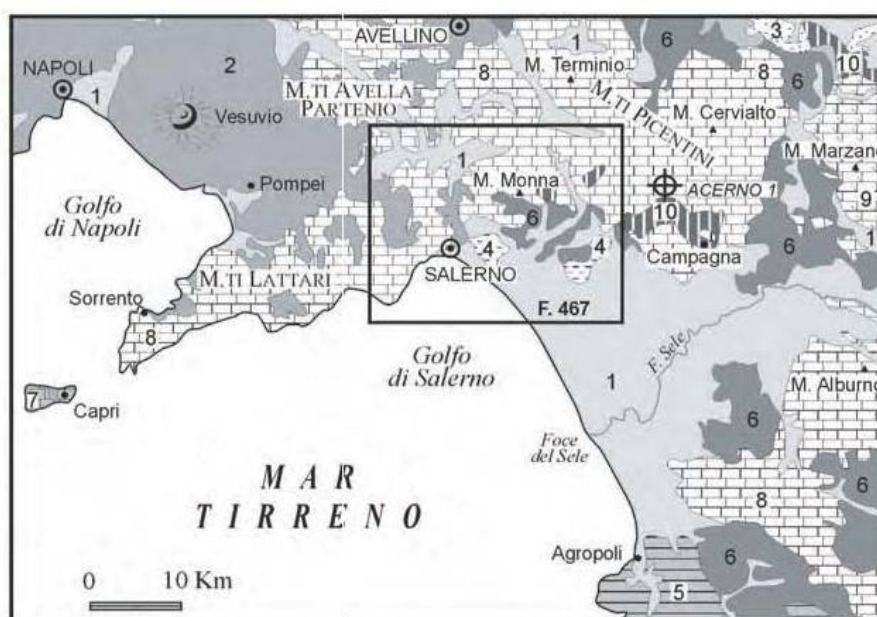 AVELLINO
1
6
3
NAPOLI
2
8
M. Terminio
8
6
10
1
M.TI AVELLA
PARTENIO
M.TI PICENTINI
M. Cervialto
Vesuvio
1
M. Marzano
Pompei
M. Monna
ACERNO 1
9
Golfo
di Napoli
6
10
1
4
4
6
SALERNO
Campagna
M.TI LATTARI
Sorrento
F. 467
8
Golfo
di Salerno
F. Sele
1
7
Capri
M. Alburno
6
Foce
del Sele
MAR
TIRRENO
8
6
Agropoli
6
5
0 10 Km